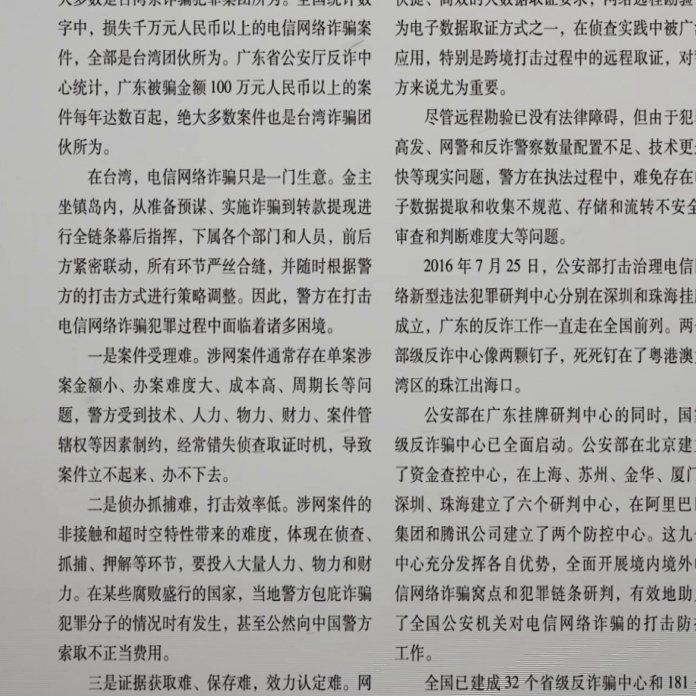 大多数是台湾诈骗犯罪集团所为。全国统计数
字中，损失千万元人民币以上的电信网络诈骗案
件，全部是台湾团伙所为。广东省公安厅反诈中
心统计，广东被骗金额 100 万元人民币以上的案
件每年达数百起，绝大多数案件也是台湾诈骗团
伙所为。
在台湾，电信网络诈骗只是一门生意。金主
坐镇岛内，从准备预谋、实施诈骗到转款提现进
行全链条幕后指挥，下属各个部门和人员，前后
方紧密联动，所有环节严丝合缝，并随时根据警
方的打击方式进行策略调整。因此，警方在打击
电信网络诈骗犯罪过程中面临着诸多困境。
一是案件受理难。涉网案件通常存在单案涉
案金额小、办案难度大、成本高、周期长等问
题，警方受到技术、人力、物力、财力、案件管
辖权等因素制约，经常错失侦查取证时机，导致
案件立不起来、办不下去。
二是侦办抓捕难，打击效率低。涉网案件的
非接触和超时空特性带来的难度，体现在侦查、
抓捕、押解等环节，要投入大量人力、物力和财
力。在某些腐败盛行的国家，当地警方包庇诈骗
犯罪分子的情况时有发生，甚至公然向中国警方
索取不正当费用。
三是证据获取难、保存难，效力认定难。网
快捷、高效的大数据取证要求，网络远程勘验
为电子数据取证方式之一，在侦查实践中被广
应用，特别是跨境打击过程中的远程取证，对
方来说尤为重要。
尽管远程勘验已没有法律障碍，但由于犯
高发、网警和反诈警察数量配置不足、技术更
快等现实问题，警方在执法过程中，难免存在
子数据提取和收集不规范、存储和流转不安全
审查和判断难度大等问题。
2016 年 7 月 25 日，公安部打击治理电信
络新型违法犯罪研判中心分别在深圳和珠海挂
成立，广东的反诈工作一直走在全国前列。两
部级反诈中心像两颗钉子，死死钉在了粤港澳
湾区的珠江出海口。
公安部在广东挂牌研判中心的同时，国
级反诈骗中心已全面启动。公安部在北京建
了资金查控中心，在上海、苏州、金华、厦门
深圳、珠海建立了六个研判中心，在阿里巴
集团和腾讯公司建立了两个防控中心。这九
中心充分发挥各自优势，全面开展境内境外
信网络诈骗窝点和犯罪链条研判，有效地助
了全国公安机关对电信网络诈骗的打击防
工作。
全国已建成 32 个省级反诈骗中心和 181